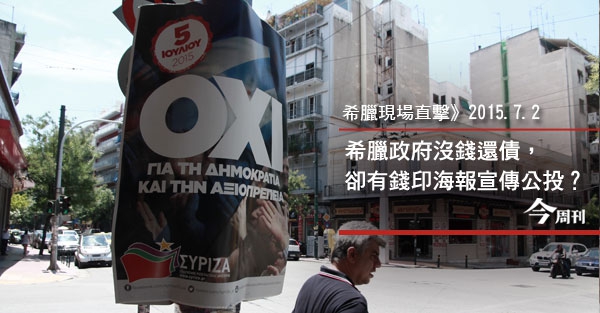 5
ΙΟΥΛΙΟΥ
2015
ΟΧΙ
ΓΙΑ ΤΗ ΔΗΜΟΚΡΑΤΙΑ
ΚΑΙ ΤΗΝ ΑΞΙΟΠΡΕΠΕΙΑ
ΣΥΡΙΖΑ
希臘現場直擊》2015.7.2
希臘政府沒錢還債，
卻有錢印海報宣傳公投？
今周刊